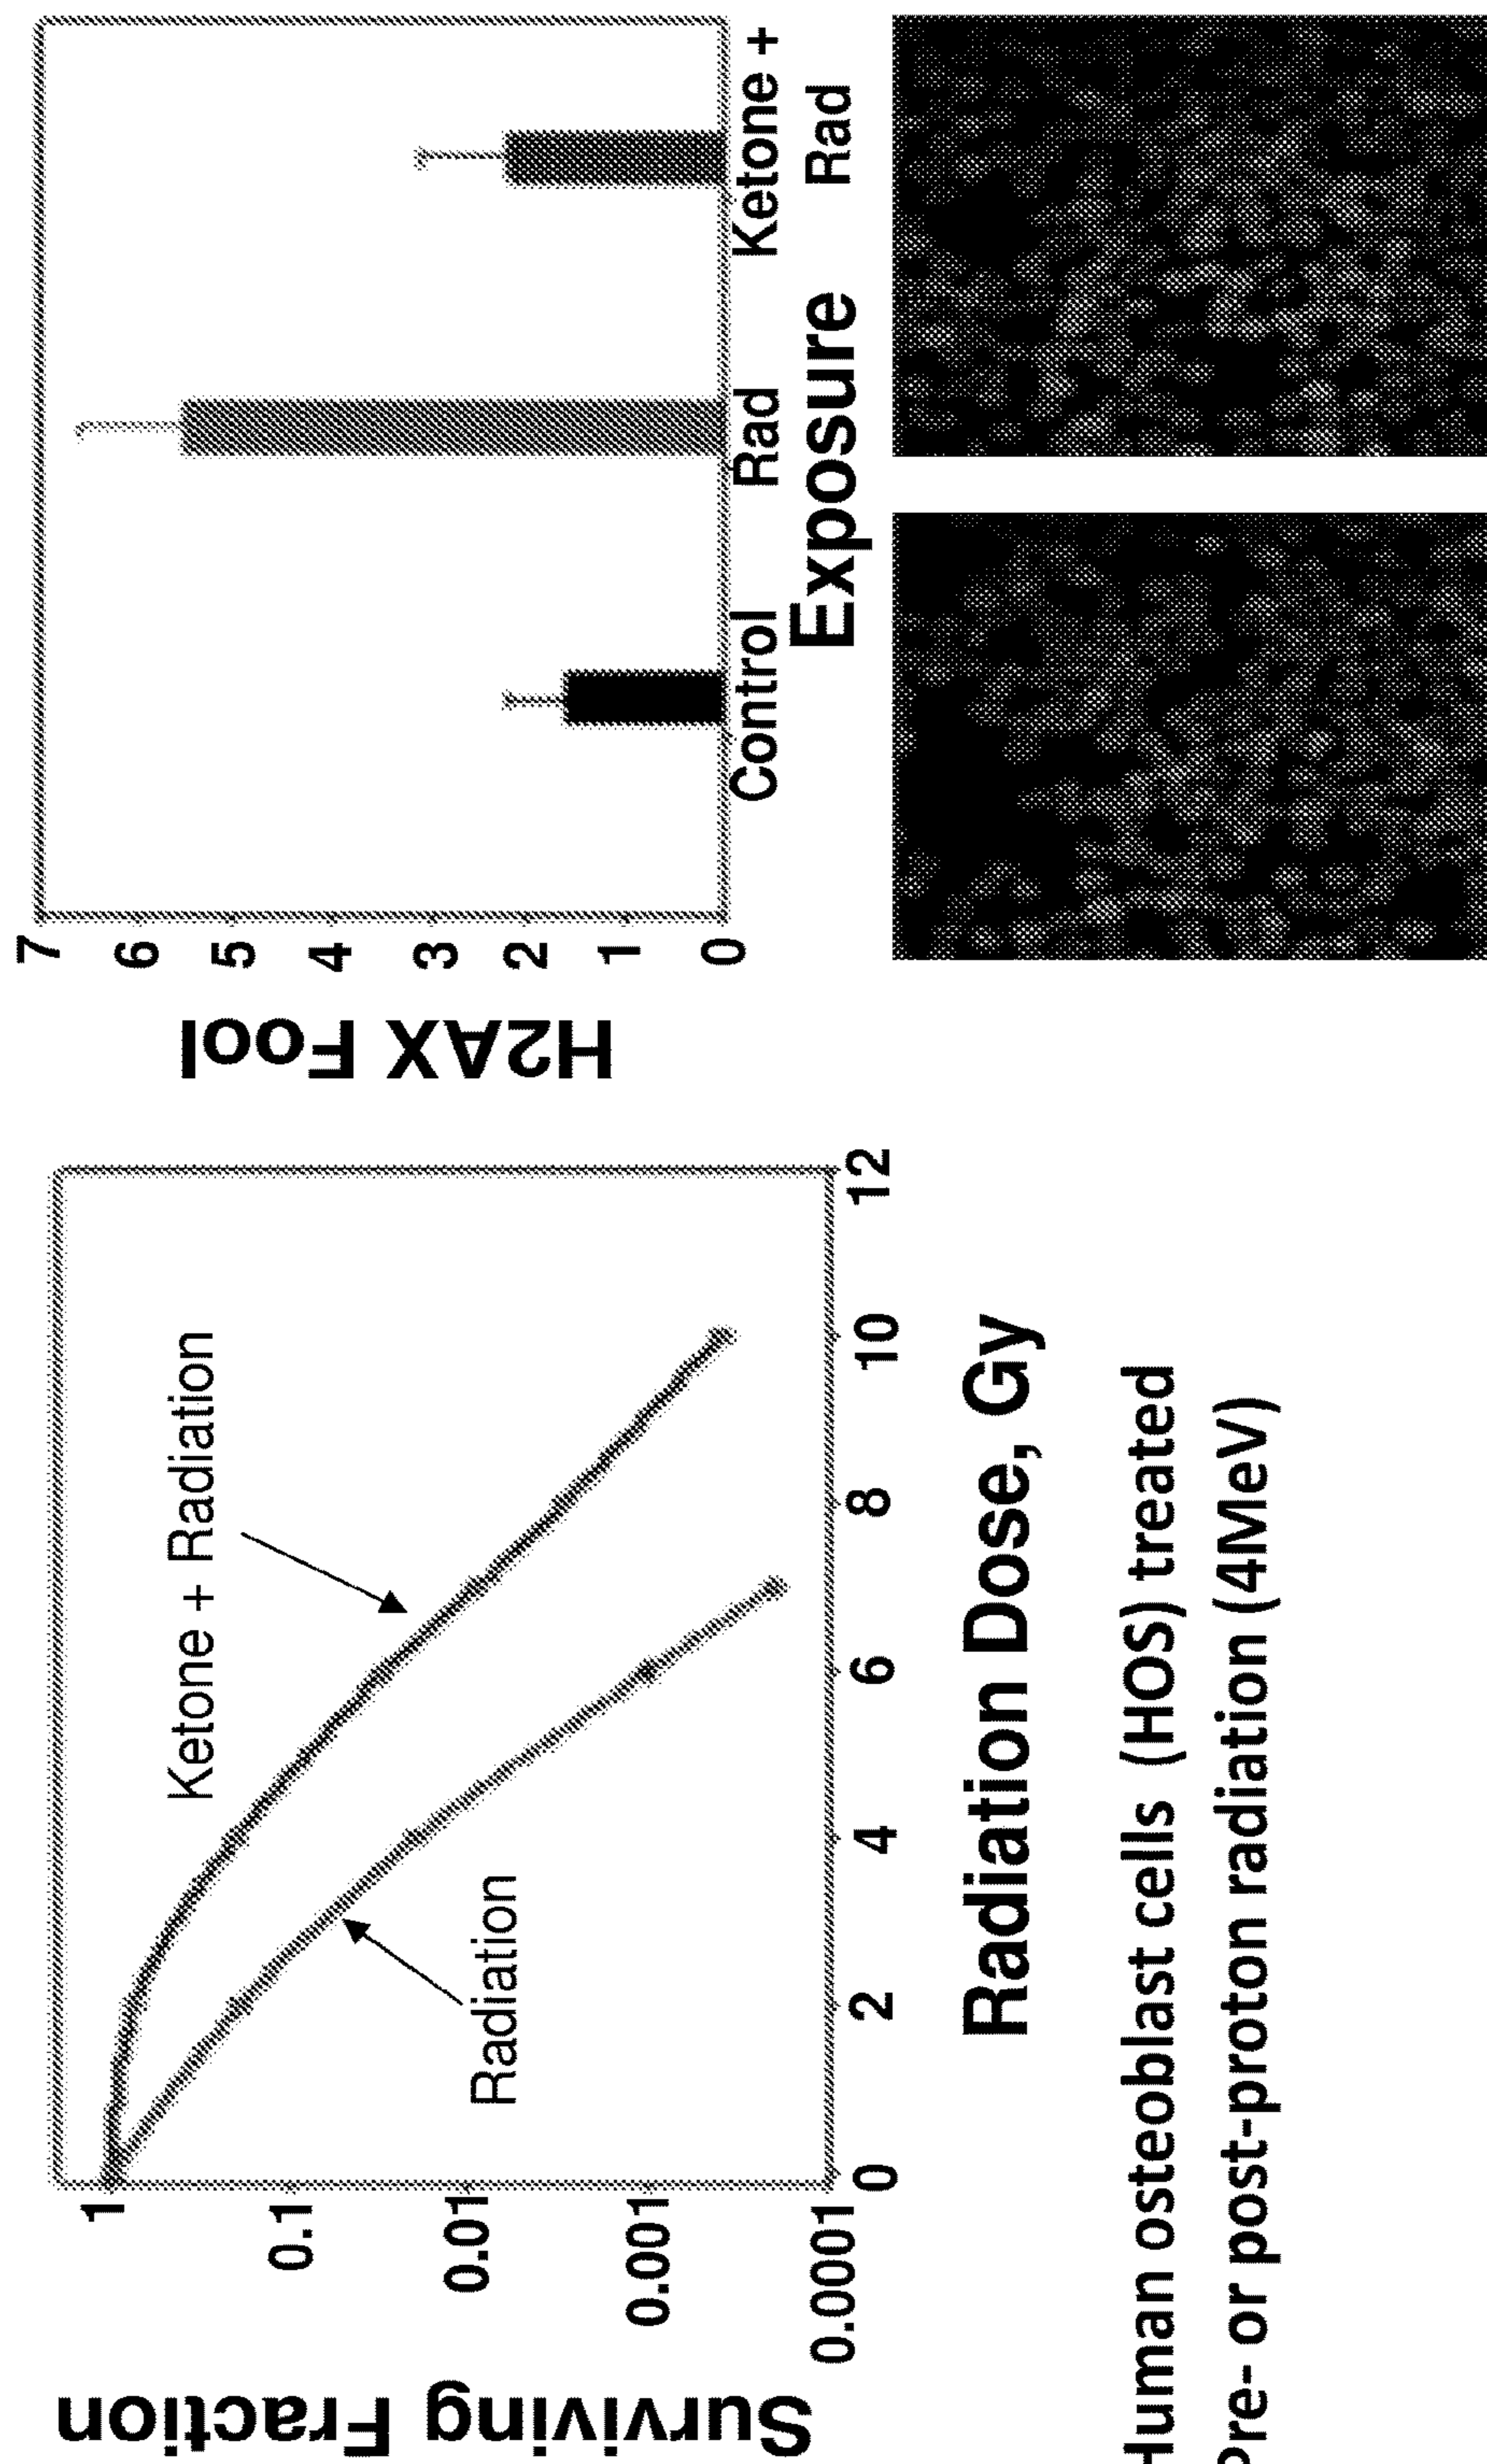 Surviving Fraction
1
0.1
0.01
0.001
0.0001
Ketone + Radiation
Radiation
0 2 4 6 8 10 12
Radiation Dose, Gy
Human osteoblast cells (HOS) treated
Pre- or post-proton radiation (4MeV)
H2AX Fool
7
6
5
4
3
2
1
0
Control Rad Ketone +
Rad
Exposure